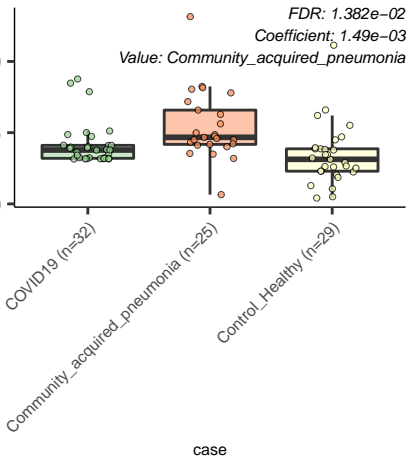 FDR: 1.382e−02
Coefficient: 1.49e−03
Value: Community_acquired_pneumonia
COVID19 (n=32)
Community_acquired_pneumonia (n=25)
Control_Healthy (n=29)
case